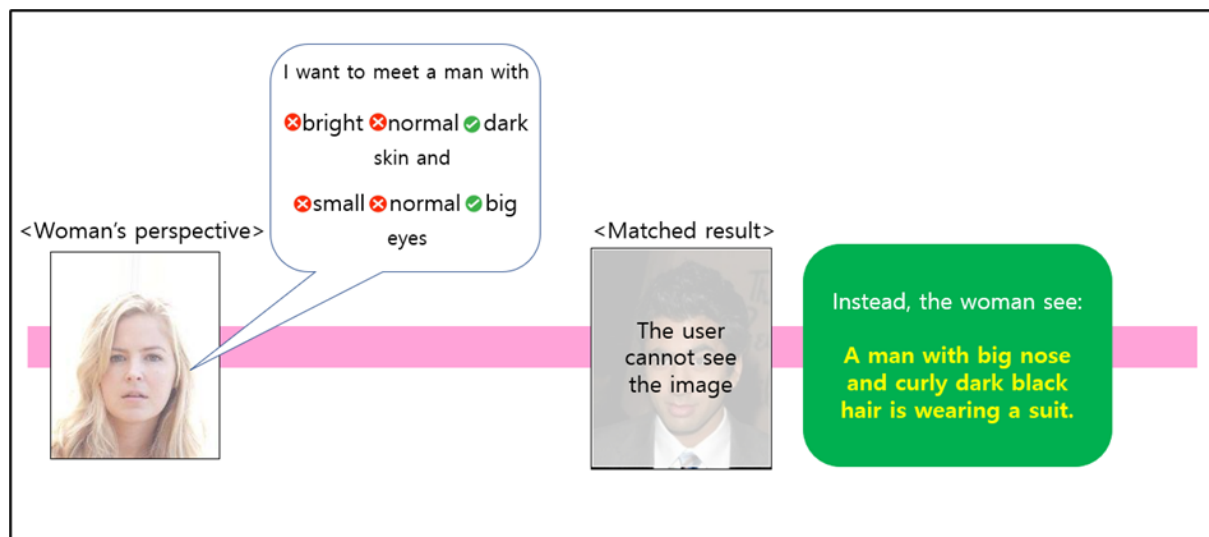 I want to meet a man with
bright normal dark
skin and
small normal big
eyes
<Woman's perspective>
<Matched result>
The user
cannot see
the image
Instead, the woman see:
A man with big nose
and curly dark black
hair is wearing a suit.